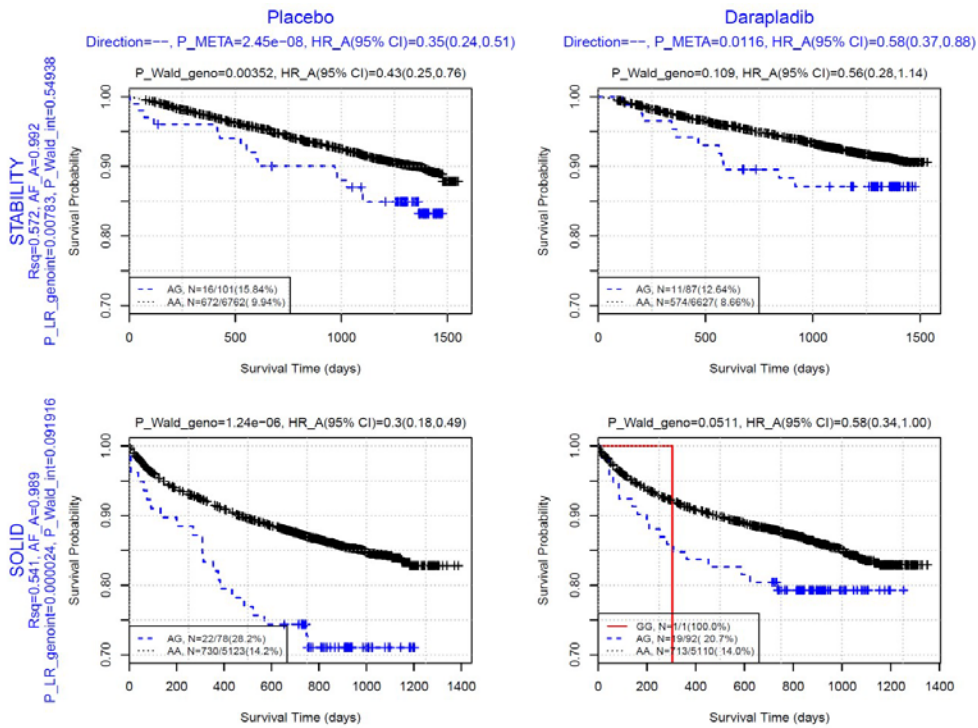 Placebo
Darapladib
Direction=−−, P_META=2.45e−08, HR_A(95% CI)=0.35(0.24,0.51)
Direction=−−, P_META=0.0116, HR_A(95% CI)=0.58(0.37,0.88)
STABILITY
Rsq=0.572, AF_A=0.992
P_LR_genoint=0.00783, P_Wald_int=0.54938
P_Wald_geno=0.00352, HR_A(95% CI)=0.43(0.25,0.76)
Survival Probability
1.00
0.90
0.80
0.70
AG, N=16/101(15.84%)
AA, N=672/6762( 9.94%)
0 500 1000 1500
Survival Time (days)
P_Wald_geno=0.109, HR_A(95% CI)=0.56(0.28,1.14)
Survival Probability
1.00
0.90
0.80
0.70
AG, N=11/87(12.64%)
AA, N=574/6627( 8.66%)
0 500 1000 1500
Survival Time (days)
SOLID
Rsq=0.541, AF_A=0.989
P_LR_genoint=0.000024, P_Wald_int=0.091916
P_Wald_geno=1.24e−06, HR_A(95% CI)=0.3(0.18,0.49)
Survival Probability
1.00
0.90
0.80
0.70
AG, N=22/78(28.2%)
AA, N=730/5123(14.2%)
0 200 400 600 800 1000 1200 1400
Survival Time (days)
P_Wald_geno=0.0511, HR_A(95% CI)=0.58(0.34,1.00)
Survival Probability
1.00
0.90
0.80
0.70
GG, N=1/1(100.0%)
AG, N=19/92( 20.7%)
AA, N=713/5110( 14.0%)
0 200 400 600 800 1000 1200 1400
Survival Time (days)